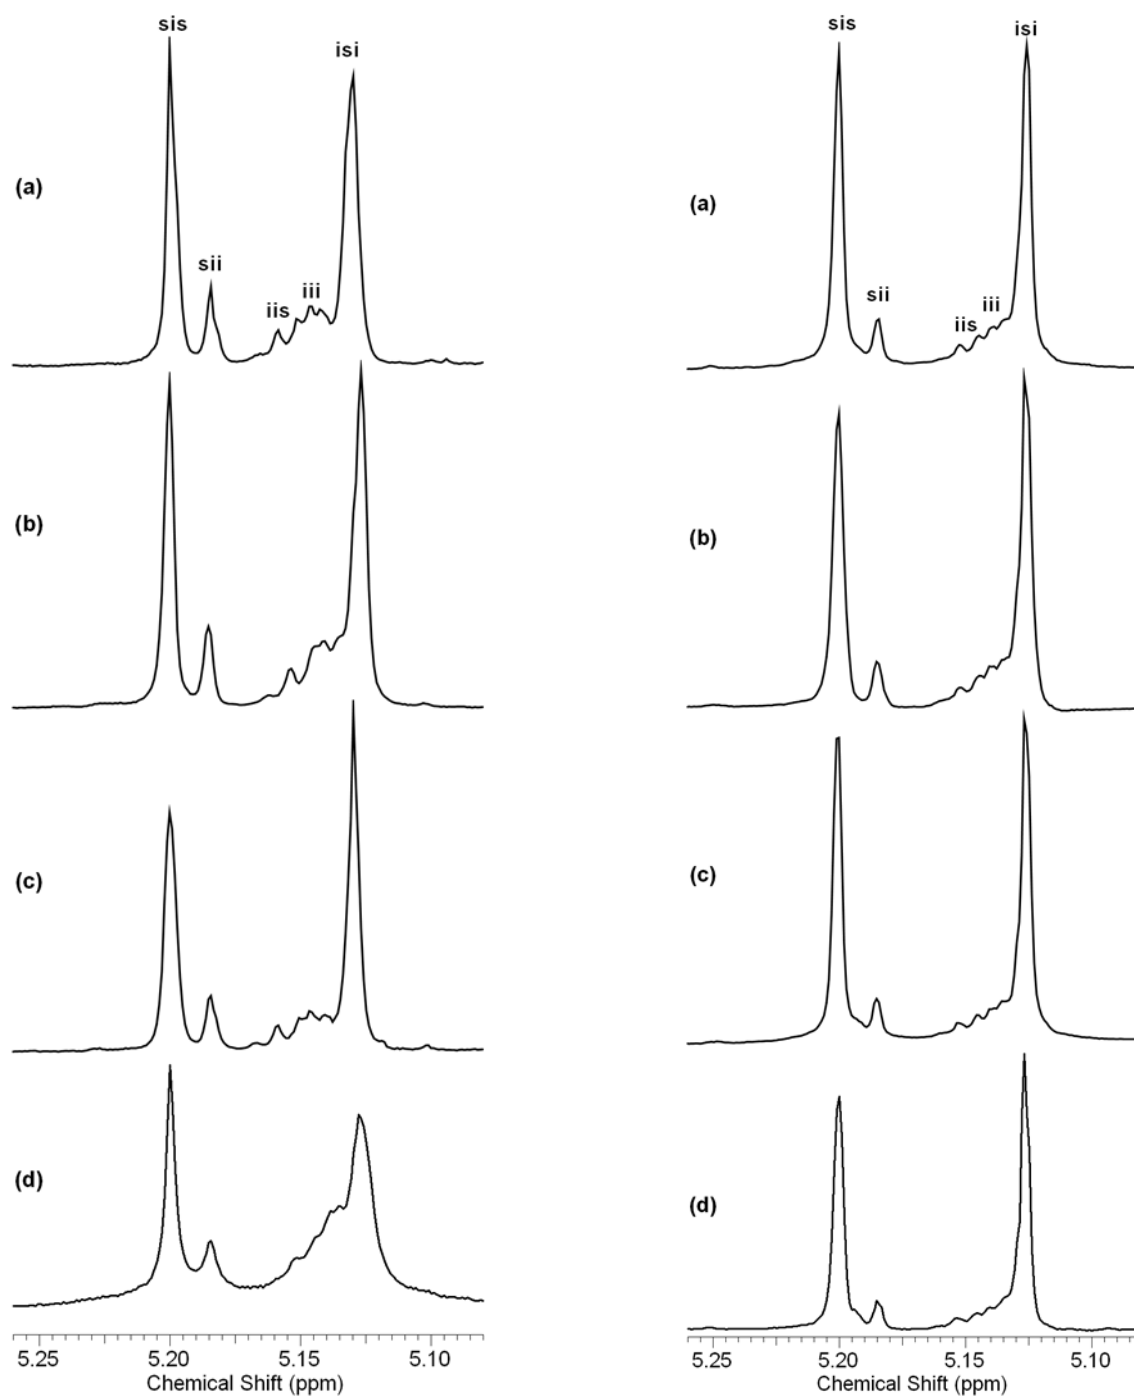 sis
isi
(a)
sii
iis
iii
(b)
(c)
(d)
5.25 5.20 5.15 5.10
Chemical Shift (ppm)
sis
isi
(a)
sii
iis
iii
(b)
(c)
(d)
5.25 5.20 5.15 5.10
Chemical Shift (ppm)